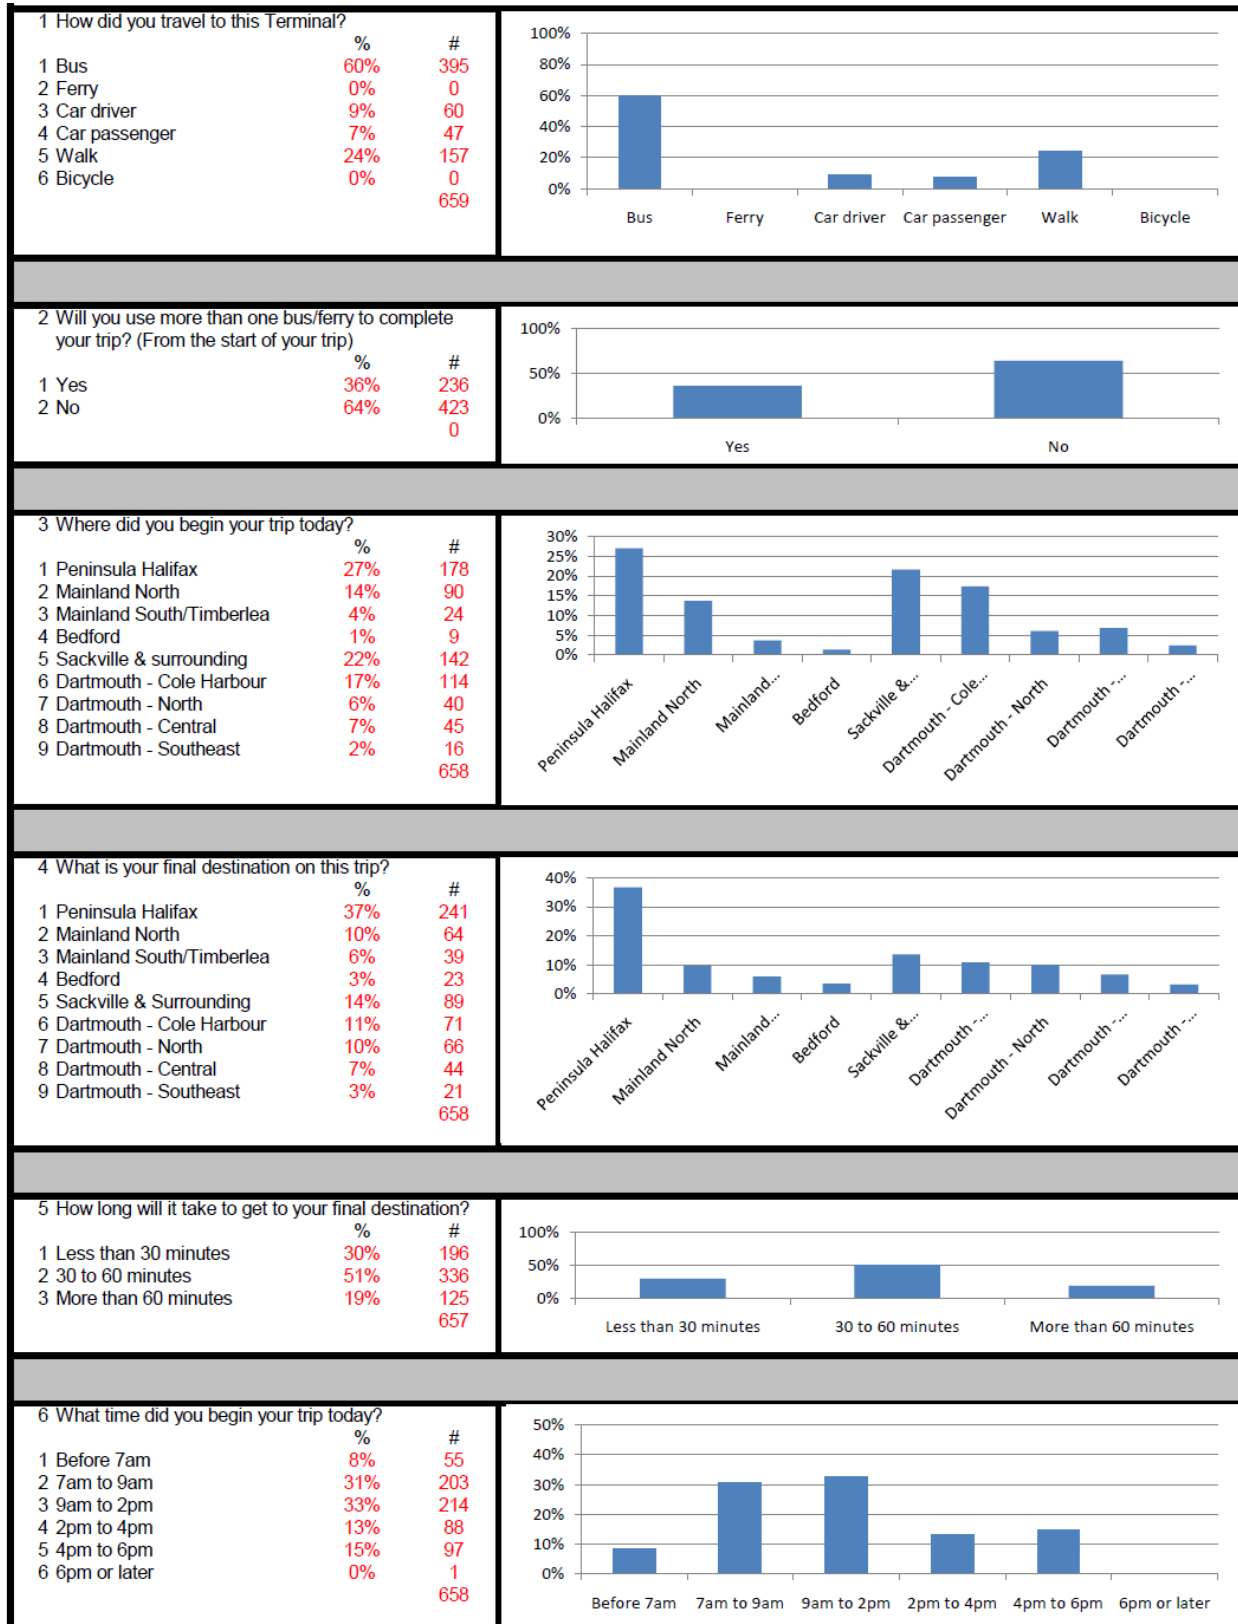 1 How did you travel to this Terminal?
% #
1 Bus 60% 395
2 Ferry 0% 0
3 Car driver 9% 60
4 Car passenger 7% 47
5 Walk 24% 157
6 Bicycle 0% 0
659
100%
80%
60%
40%
20%
0%
Bus Ferry Car driver Car passenger Walk Bicycle
2 Will you use more than one bus/ferry to complete
your trip? (From the start of your trip)
% #
1 Yes 36% 236
2 No 64% 423
0
100%
50%
0%
Yes No
3 Where did you begin your trip today?
% #
1 Peninsula Halifax 27% 178
2 Mainland North 14% 90
3 Mainland South/Timberlea 4% 24
4 Bedford 1% 9
5 Sackville & surrounding 22% 142
6 Dartmouth - Cole Harbour 17% 114
7 Dartmouth - North 6% 40
8 Dartmouth - Central 7% 45
9 Dartmouth - Southeast 2% 16
658
30%
25%
20%
15%
10%
5%
0%
Peninsula Halifax
Mainland North
Mainland...
Bedford
Sackville &...
Dartmouth - Cole...
Dartmouth - North
Dartmouth -...
Dartmouth -...
4 What is your final destination on this trip?
% #
1 Peninsula Halifax 37% 241
2 Mainland North 10% 64
3 Mainland South/Timberlea 6% 39
4 Bedford 3% 23
5 Sackville & Surrounding 14% 89
6 Dartmouth - Cole Harbour 11% 71
7 Dartmouth - North 10% 66
8 Dartmouth - Central 7% 44
9 Dartmouth - Southeast 3% 21
658
40%
30%
20%
10%
0%
Peninsula Halifax
Mainland North
Mainland...
Bedford
Sackville &...
Dartmouth -...
Dartmouth - North
Dartmouth -...
Dartmouth -...
5 How long will it take to get to your final destination?
% #
1 Less than 30 minutes 30% 196
2 30 to 60 minutes 51% 336
3 More than 60 minutes 19% 125
657
100%
50%
0%
Less than 30 minutes 30 to 60 minutes More than 60 minutes
6 What time did you begin your trip today?
% #
1 Before 7am 8% 55
2 7am to 9am 31% 203
3 9am to 2pm 33% 214
4 2pm to 4pm 13% 88
5 4pm to 6pm 15% 97
6 6pm or later 0% 1
658
50%
40%
30%
20%
10%
0%
Before 7am 7am to 9am 9am to 2pm 2pm to 4pm 4pm to 6pm 6pm or later